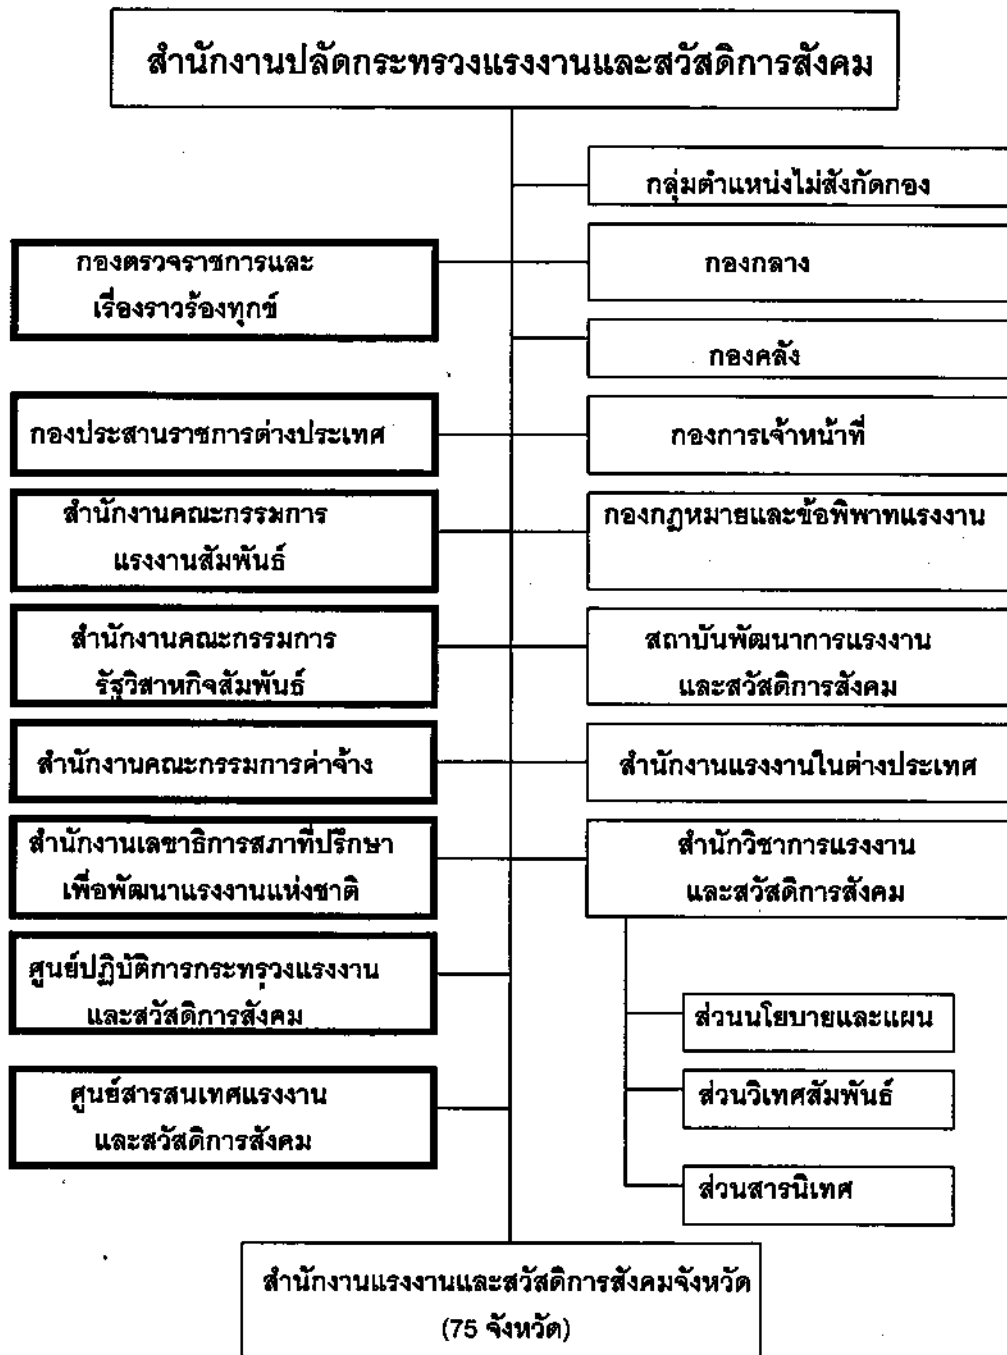 สำนักงานปลัดกระทรวงแรงงานและสวัสดิการสังคม
กลุ่มตำแหน่งไม่สังกัดกอง
กองตรวจราชการและ
เรื่องราวร้องทุกข์
กองกลาง
กองคลัง
กองประสานราชการต่างประเทศ
กองการเจ้าหน้าที่
สำนักงานคณะกรรมการ
แรงงานสัมพันธ์
กองกฎหมายและข้อพิพาทแรงงาน
สำนักงานคณะกรรมการ
รัฐวิสาหกิจสัมพันธ์
สถาบันพัฒนาการแรงงาน
และสวัสดิการสังคม
สำนักงานคณะกรรมการค่าจ้าง
สำนักงานแรงงานในต่างประเทศ
สำนักงานเลขาธิการสภาที่ปรึกษา
เพื่อพัฒนาแรงงานแห่งชาติ
สำนักวิชาการแรงงาน
และสวัสดิการสังคม
ศูนย์ปฏิบัติการกระทรวงแรงงาน
และสวัสดิการสังคม
ส่วนนโยบายและแผน
ศูนย์สารสนเทศแรงงาน
และสวัสดิการสังคม
ส่วนวิเทศสัมพันธ์
ส่วนสารนิเทศ
สำนักงานแรงงานและสวัสดิการสังคมจังหวัด
(75 จังหวัด)